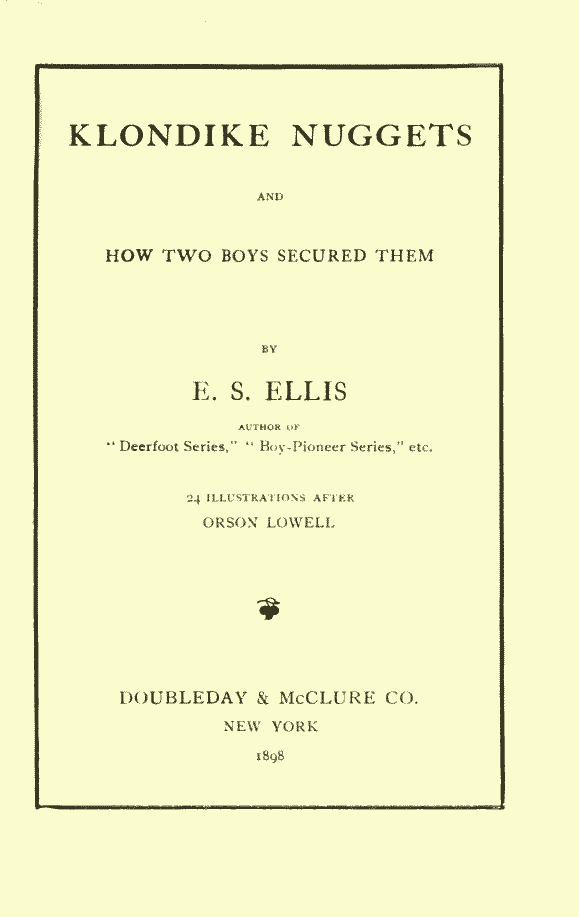 KLONDIKE NUGGETS
AND
HOW TWO BOYS SECURED THEM
BY
E. S. ELLIS
AUTHOR OF
“ Deerfoot Series,” “ Boy-Pioneer Series,” etc.
24 ILLUSTRATIONS AFTER
ORSON LOWELL
DOUBLEDAY & McCLURE CO.
NEW YORK
1898